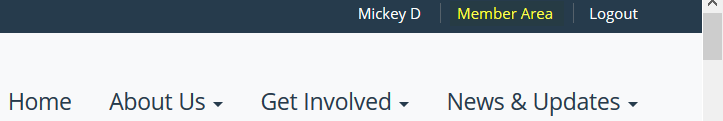 Mickey D Member Area Logout
Home About Us Get Involved News & Updates